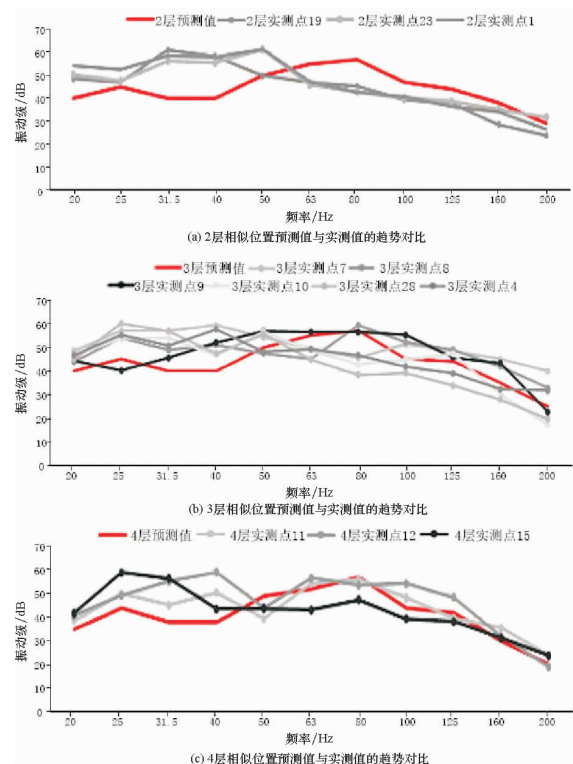 2层预测值 2层实测点19 2层实测点23 2层实测点1
70
60
50
40
30
20
10
0
振动级/dB
20 25 31.5 40 50 63 80 100 125 160 200
频率/Hz
(a) 2层相似位置预测值与实测值的趋势对比
3层预测值 3层实测点7 3层实测点8
3层实测点9 3层实测点10 3层实测点28 3层实测点4
70
60
50
40
30
20
10
0
振动级/dB
20 25 31.5 40 50 63 80 100 125 160 200
频率/Hz
(b) 3层相似位置预测值与实测值的趋势对比
4层预测值 4层实测点11 4层实测点12 4层实测点15
70
60
50
40
30
20
10
0
振动级/dB
20 25 31.5 40 50 63 80 100 125 160 200
频率/Hz
(c) 4层相似位置预测值与实测值的趋势对比